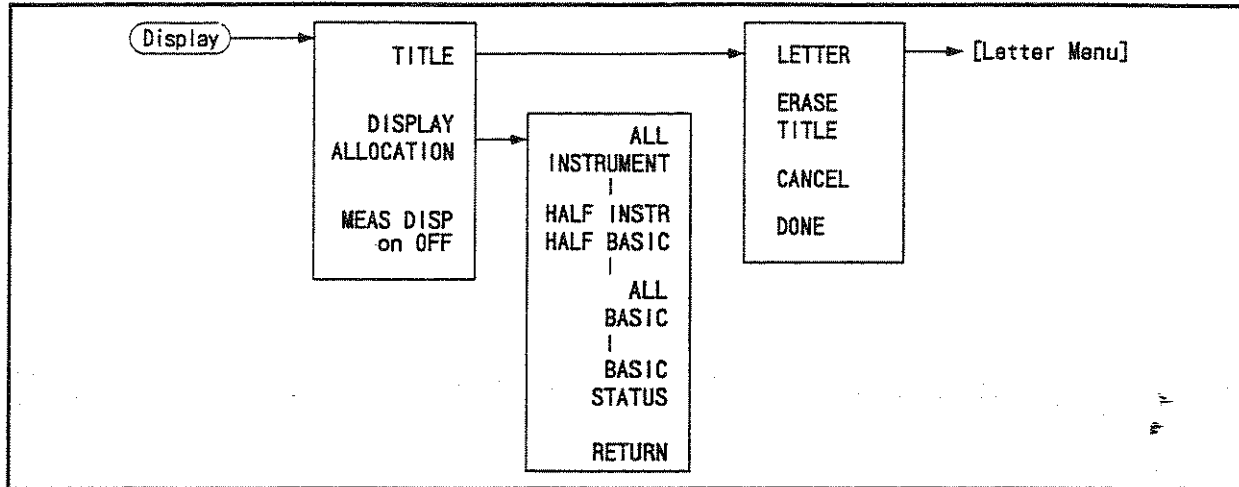 Display
TITLE
DISPLAY
ALLOCATION
MEAS DISP
on OFF
ALL
INSTRUMENT
HALF INSTR
HALF BASIC
ALL
BASIC
BASIC
STATUS
RETURN
LETTER
ERASE
TITLE
CANCEL
DONE
[Letter Menu]